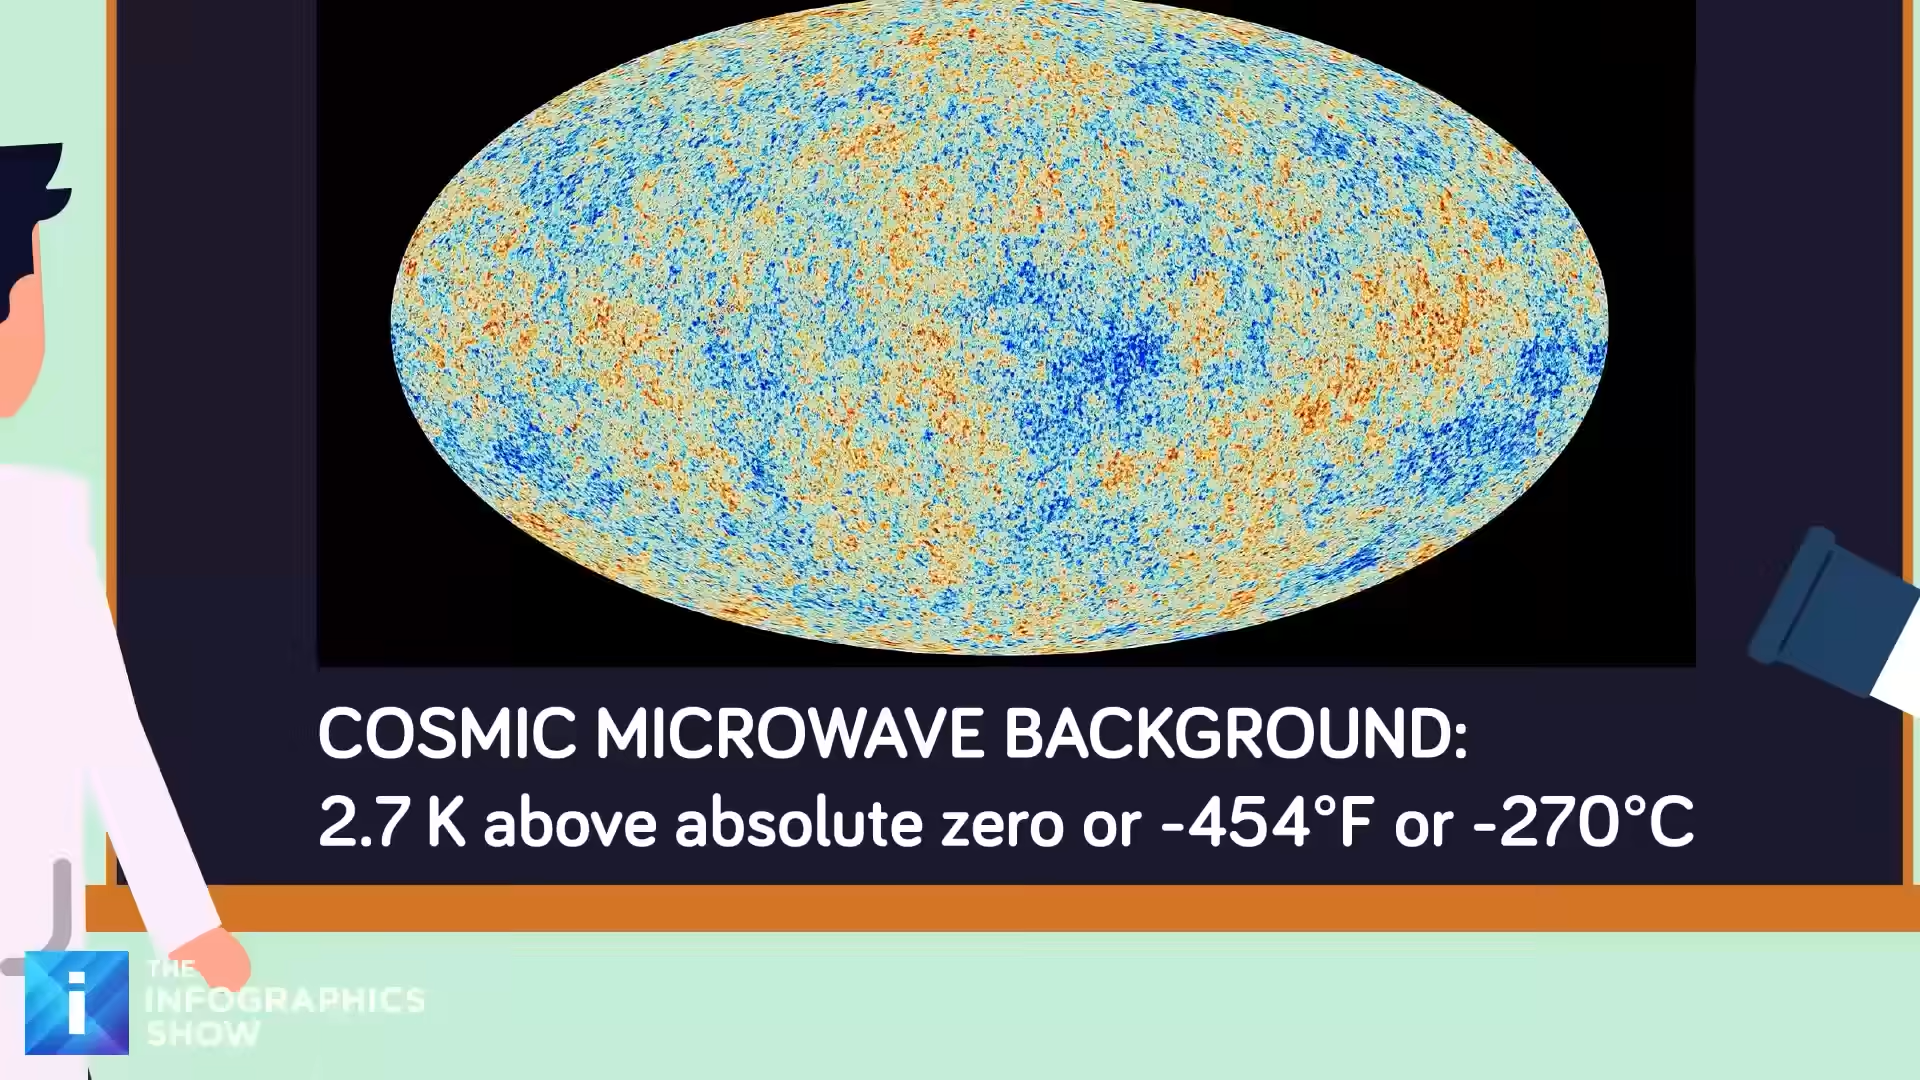 COSMIC MICROWAVE BACKGROUND:
2.7 K above absolute zero or -454°F or -270°C
i
THE
INFOGRAPHICS
SHOW